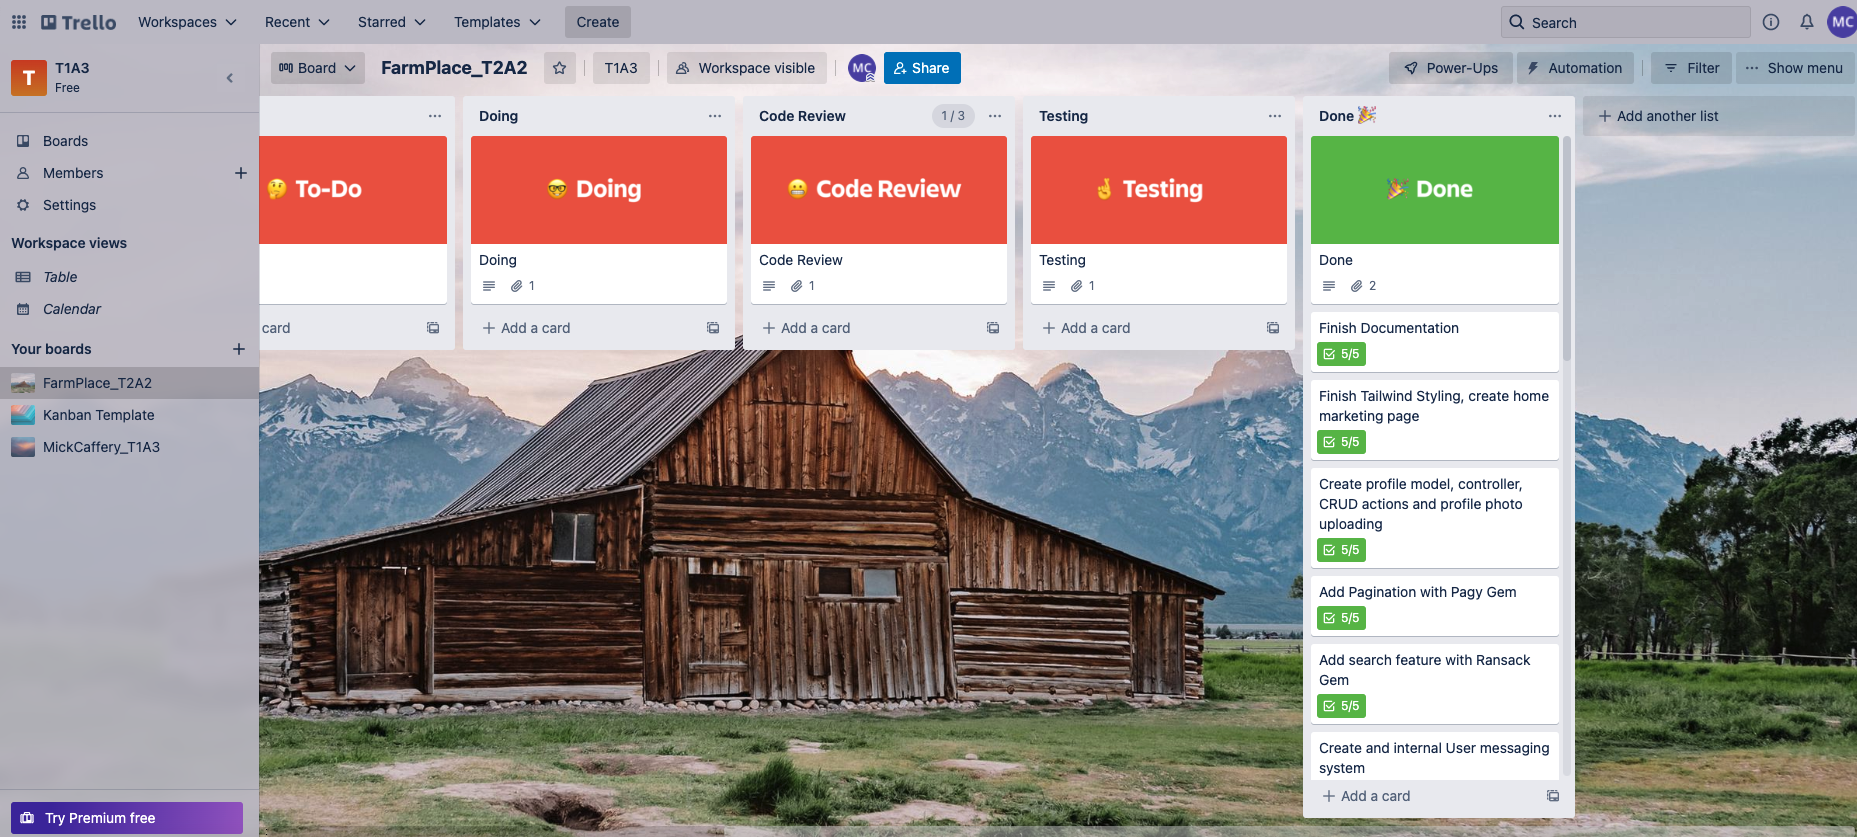 Trello
Workspaces
Recent
Starred
Templates
Create
Search
MC
T
T1A3
Free
Board
FarmPlace_T2A2
T1A3
Workspace visible
MC
Share
Power-Ups
Automation
Filter
Show menu
Boards
Members
Settings
Workspace views
Table
Calendar
Your boards
FarmPlace_T2A2
Kanban Template
MickCaffery_T1A3
Try Premium free
🤔 To-Do
card
Doing
🤓 Doing
Doing
1
Add a card
Code Review
1 / 3
😬 Code Review
Code Review
1
Add a card
Testing
🤞 Testing
Testing
1
Add a card
Done 🎉
🎉 Done
Done
2
Finish Documentation
5/5
Finish Tailwind Styling, create home
marketing page
5/5
Create profile model, controller,
CRUD actions and profile photo
uploading
5/5
Add Pagination with Pagy Gem
5/5
Add search feature with Ransack
Gem
5/5
Create and internal User messaging
system
Add a card
Add another list